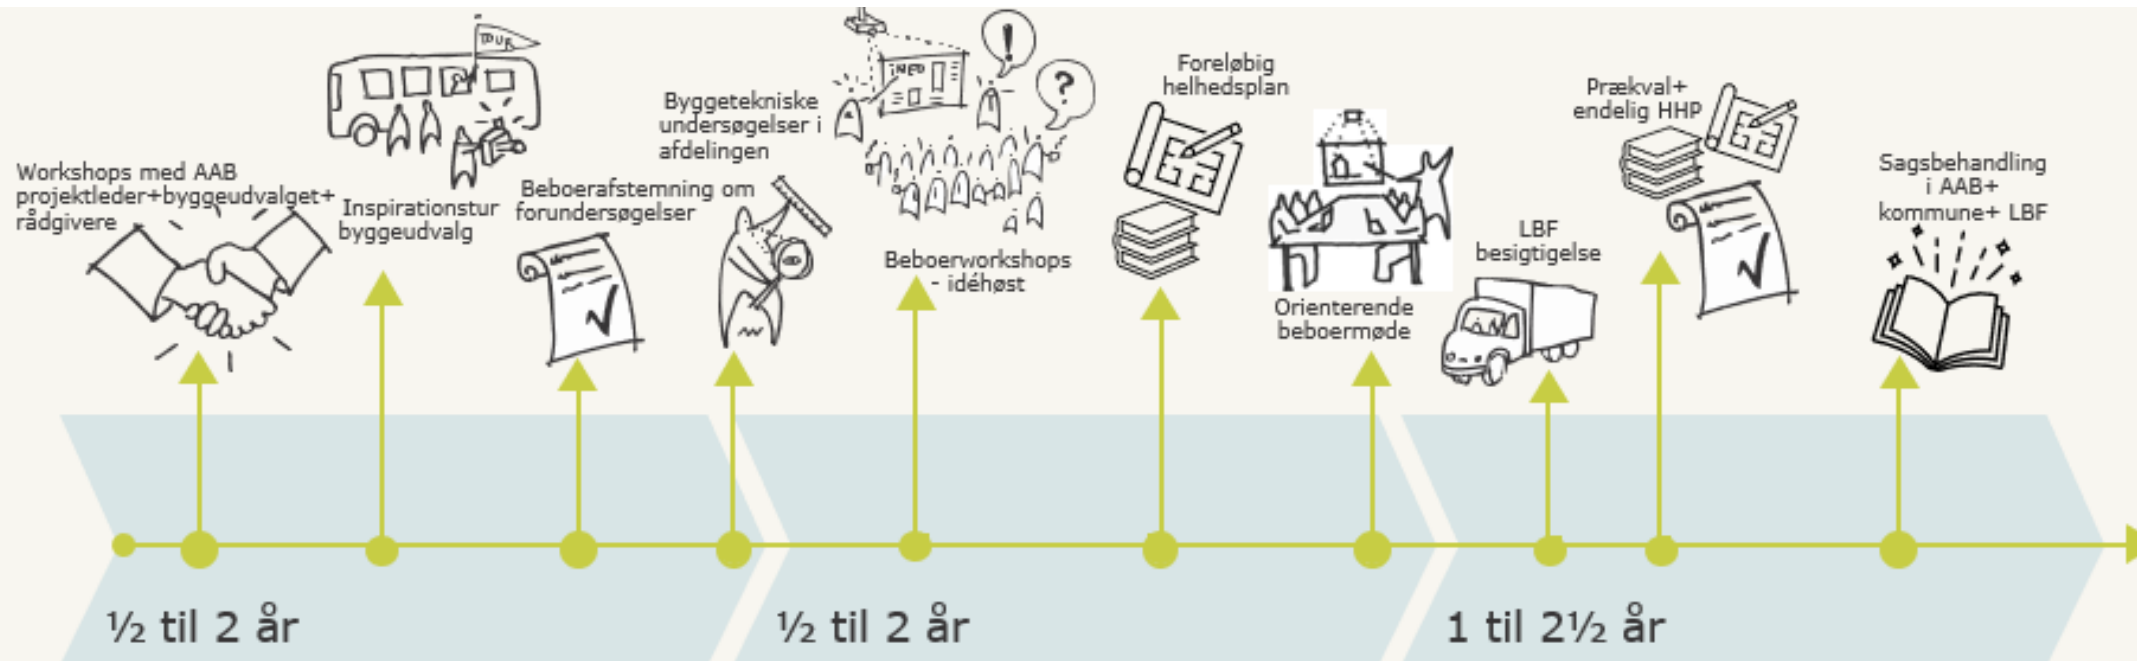 Workshops med AAB
projektleder+byggeudvalget+
rådgivere
TOUR
Inspirationstur
byggeudvalg
Beboerafstemning om
forundersøgelser
Byggetekniske
undersøgelser i
afdelingen
INFO
!
?
Beboerworkshops
- idéhøst
Foreløbig
helhedsplan
Orienterende
beboermøde
LBF
besigtigelse
Prækval+
endelig HHP
Sagsbehandling
i AAB+
kommune+ LBF
½ til 2 år
½ til 2 år
1 til 2½ år